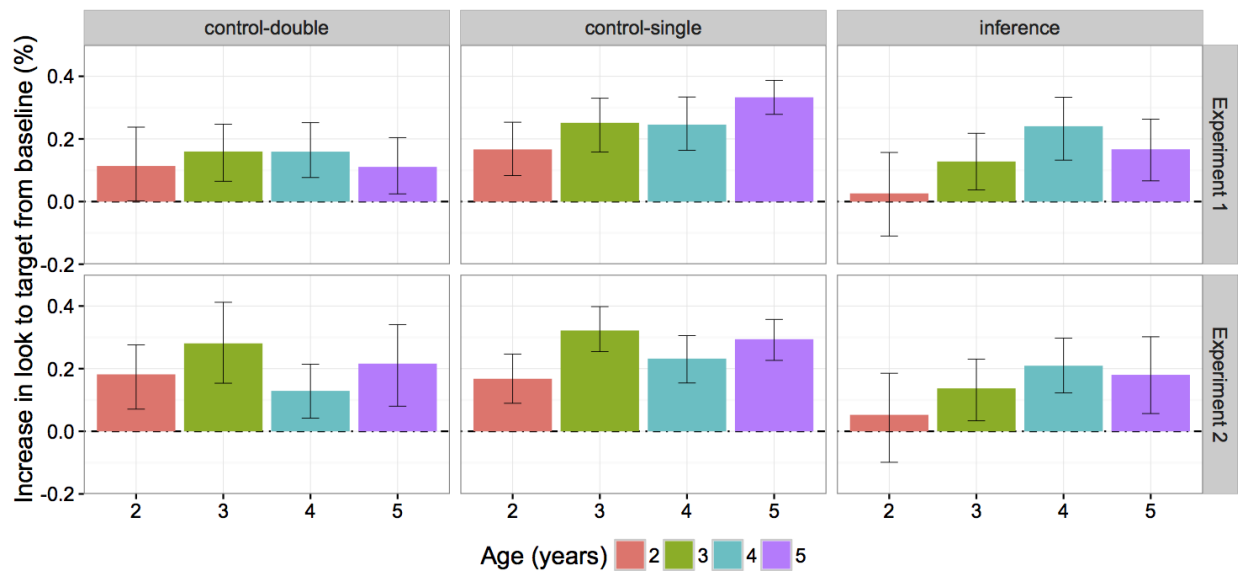 control-double control-single inference
Increase in look to target from baseline (%)
0.4
0.2
0.0
-0.2
Experiment 1
0.4
0.2
0.0
-0.2
Experiment 2
2 3 4 5 2 3 4 5 2 3 4 5
Age (years) 2 3 4 5